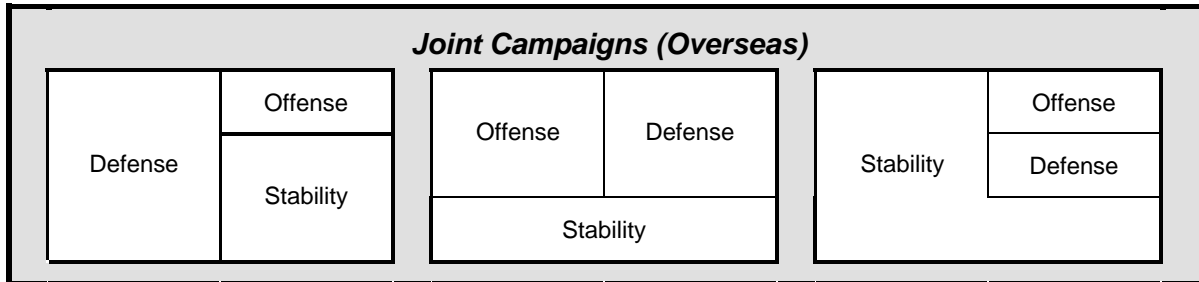 Joint Campaigns (Overseas)
Defense
Offense
Stability
Offense
Defense
Stability
Stability
Offense
Defense